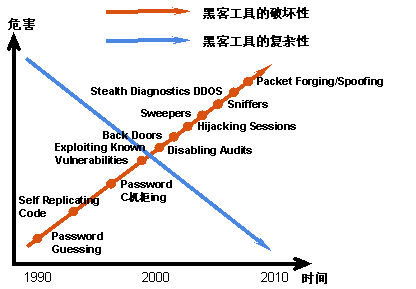 危害
黑客工具的破坏性
黑客工具的复杂性
Packet Forging/Spoofing
Stealth Diagnostics DDOS
Sniffers
Sweepers
Hijacking Sessions
Back Doors
Disabling Audits
Exploiting Known
Vulnerabilities
Password
C机柜ing
Self Replicating
Code
Password
Guessing
1990
2000
2010
时间